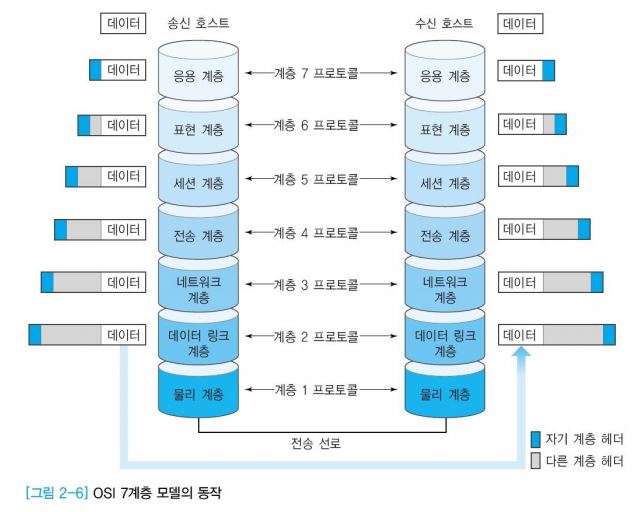 데이터 송신 호스트 수신 호스트 데이터
데이터 응용 계층 계층 7 프로토콜 응용 계층 데이터
데이터 표현 계층 계층 6 프로토콜 표현 계층 데이터
데이터 세션 계층 계층 5 프로토콜 세션 계층 데이터
데이터 전송 계층 계층 4 프로토콜 전송 계층 데이터
데이터 네트워크 계층 계층 3 프로토콜 네트워크 계층 데이터
데이터 데이터 링크 계층 계층 2 프로토콜 데이터 링크 계층 데이터
물리 계층 계층 1 프로토콜 물리 계층
전송 선로
자기 계층 헤더
다른 계층 헤더
[그림 2-6] OSI 7계층 모델의 동작